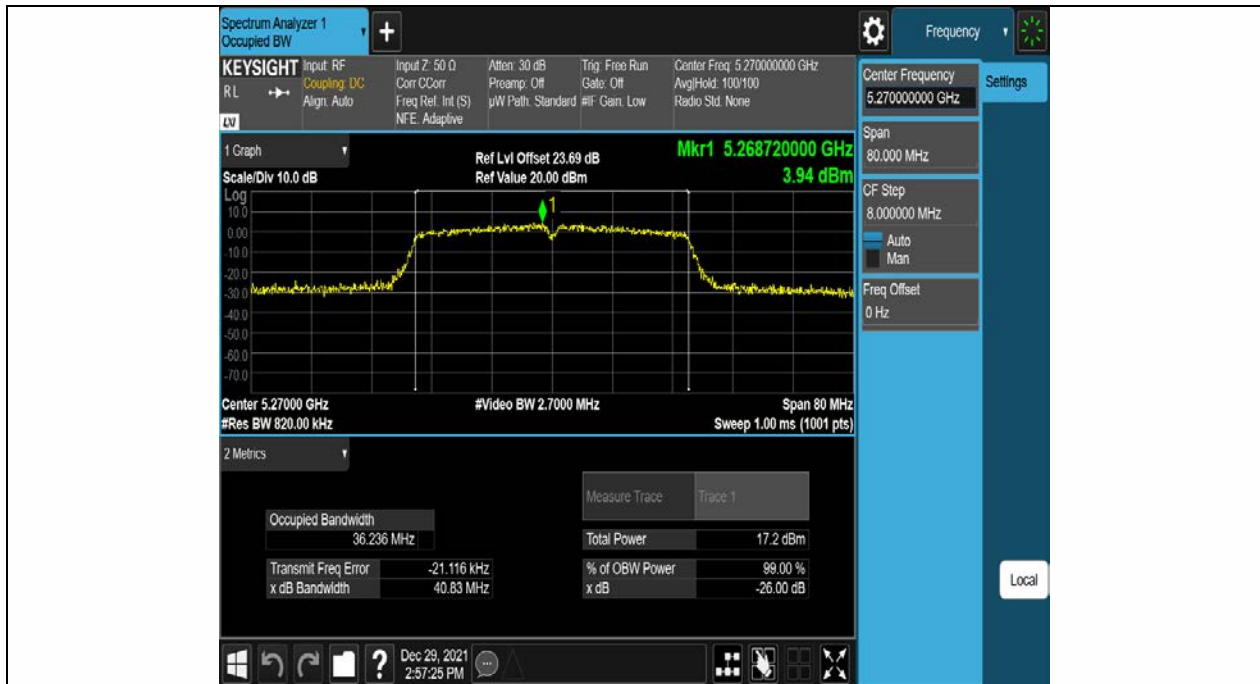 Spectrum Analyzer 1
Occupied BW
+
Frequency
KEYSIGHT
RL
LXI
Input: RF
Coupling: DC
Align: Auto
Input Z: 50 Ω
Corr CCorr
Freq Ref: Int (S)
NFE: Adaptive
Atten: 30 dB
Preamp: Off
µW Path: Standard
Trig: Free Run
Gate: Off
#IF Gain: Low
Center Freq: 5.270000000 GHz
Avg|Hold: 100/100
Radio Std: None
Center Frequency
5.270000000 GHz
Settings
Span
80.000 MHz
CF Step
8.000000 MHz
Auto
Man
Freq Offset
0 Hz
Local
1 Graph
Scale/Div 10.0 dB
Ref Lvl Offset 23.69 dB
Ref Value 20.00 dBm
Mkr1 5.268720000 GHz
3.94 dBm
Log
10.0
0.00
-10.0
-20.0
-30.0
-40.0
-50.0
-60.0
-70.0
1
Center 5.27000 GHz
#Video BW 2.7000 MHz
Span 80 MHz
#Res BW 820.00 kHz
Sweep 1.00 ms (1001 pts)
2 Metrics
Measure Trace
Trace 1
Occupied Bandwidth
36.236 MHz
Total Power
17.2 dBm
Transmit Freq Error
-21.116 kHz
% of OBW Power
99.00 %
x dB Bandwidth
40.83 MHz
x dB
-26.00 dB
?
Dec 29, 2021
2:57:25 PM